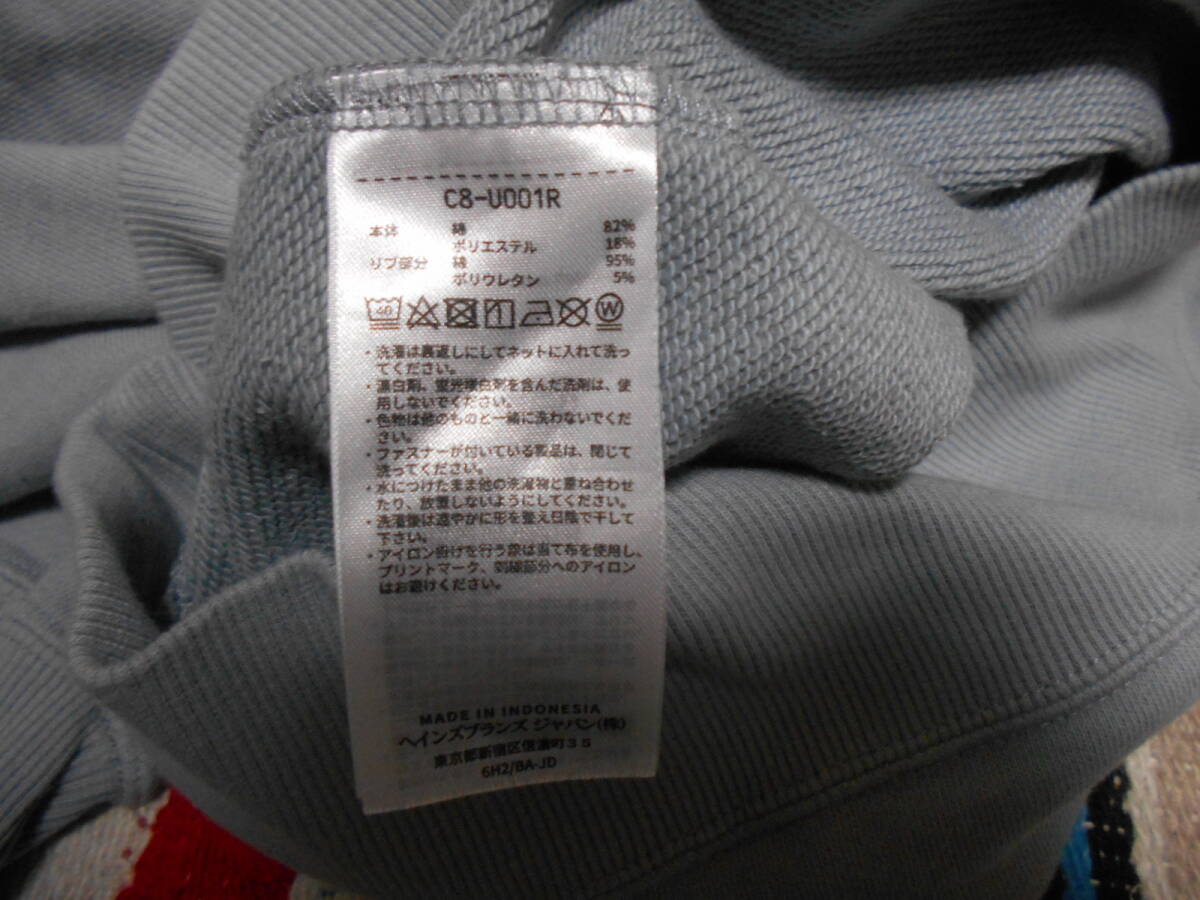 C8-U001R
本体 綿 82%
ポリエステル 18%
リブ部分 綿 95%
ポリウレタン 5%
40 W
・洗濯は裏返しにしてネットに入れて洗っ
てください。
・漂白剤、蛍光増白剤を含んだ洗剤は、使
用しないでください。
・色物は他のものと一緒に洗わないでくだ
さい。
・ファスナーが付いている製品は、閉じて
洗ってください。
・水につけたまま他の洗濯物と重ね合わせ
たり、放置しないようにしてください。
・洗濯後は速やかに形を整え日陰で干して
下さい。
・アイロン掛けを行う際は当て布を使用し、
プリントマーク、刺繍部分へのアイロン
はお避けください。
MADE IN INDONESIA
ヘインズブランズ ジャパン(株)
東京都新宿区信濃町35
6H2/BA-JD